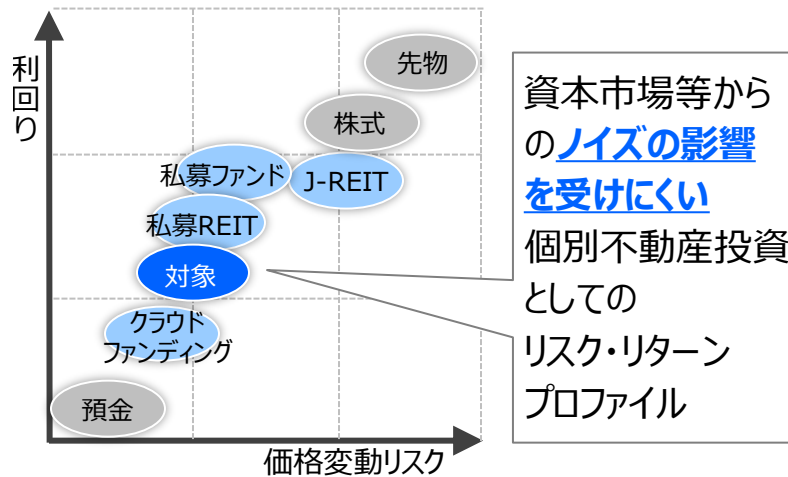 利回り
先物
株式
私募ファンド
J-REIT
私募REIT
対象
クラウド
ファンディング
預金
価格変動リスク
資本市場等から
のノイズの影響
を受けにくい
個別不動産投資
としての
リスク・リターン
プロファイル